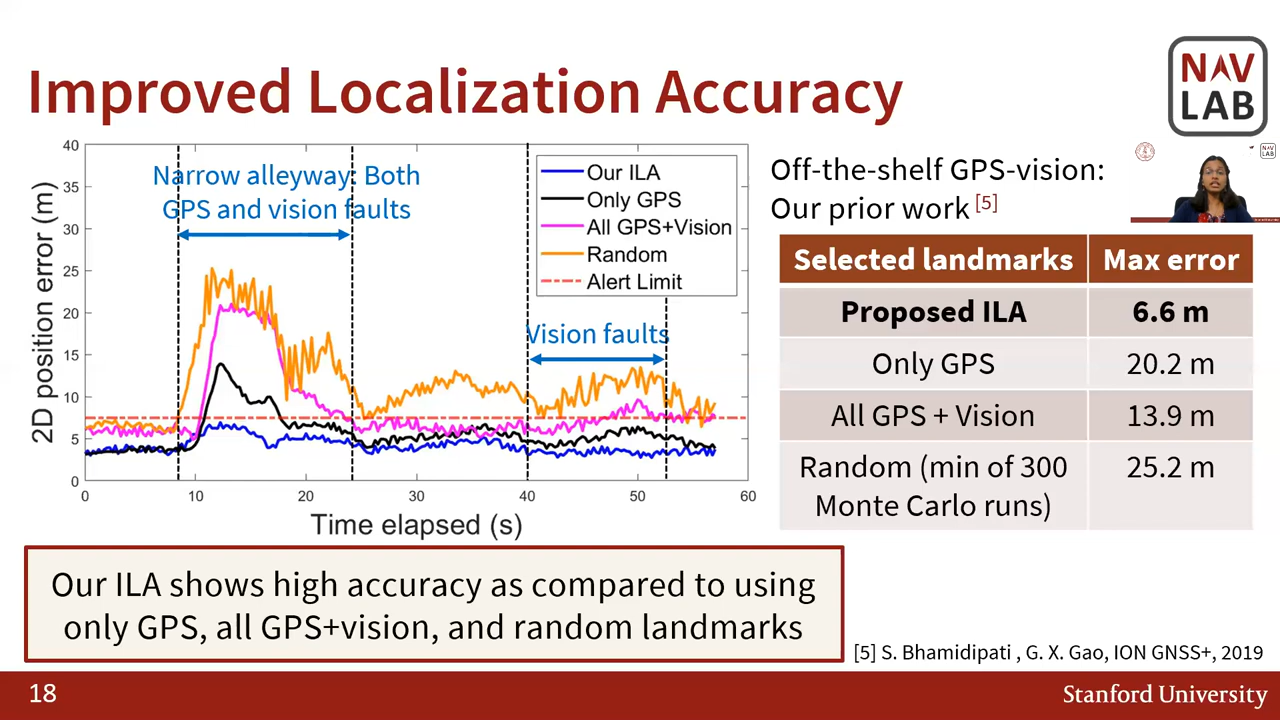 Improved Localization Accuracy
NAV
LAB
40
35
30
25
20
15
10
5
0
2D position error (m)
0
10
20
30
40
50
60
Time elapsed (s)
Narrow alleyway: Both
GPS and vision faults
Vision faults
Our ILA
Only GPS
All GPS+Vision
Random
Alert Limit
Off-the-shelf GPS-vision:
Our prior work [5]
NAV
LAB
Selected landmarks Max error
Proposed ILA 6.6 m
Only GPS 20.2 m
All GPS + Vision 13.9 m
Random (min of 300 25.2 m
Monte Carlo runs)
Our ILA shows high accuracy as compared to using
only GPS, all GPS+vision, and random landmarks
[5] S. Bhamidipati , G. X. Gao, ION GNSS+, 2019
18
Stanford University